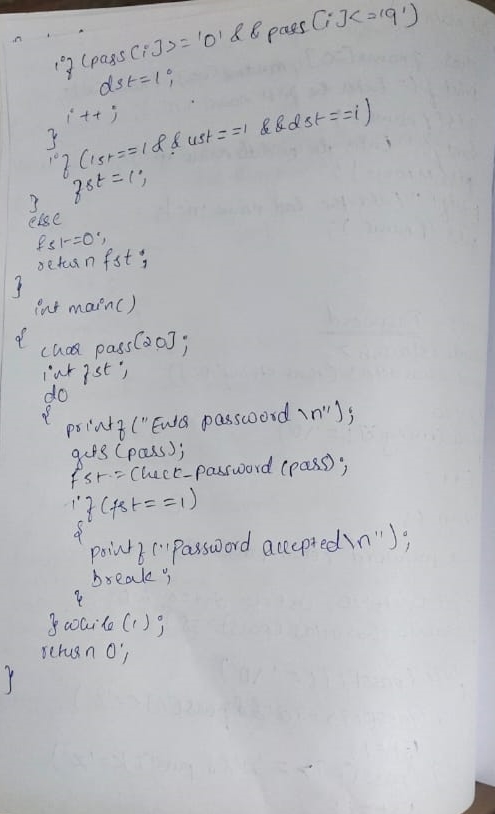 if (pass[i]>='0' && pass[i]<='9')
dst=1;
i++;
}
if (lst==1 && ust==1 && dst==1)
fst=1;
}
else
fst=0;
return fst;
}
int main()
{
char pass[20];
int fst;
do
{
printf("Enter password\n");
gets(pass);
fst=Check_password(pass);
if(fst==1)
{
printf("Password accepted\n");
break;
}
}while(1);
return 0;
}